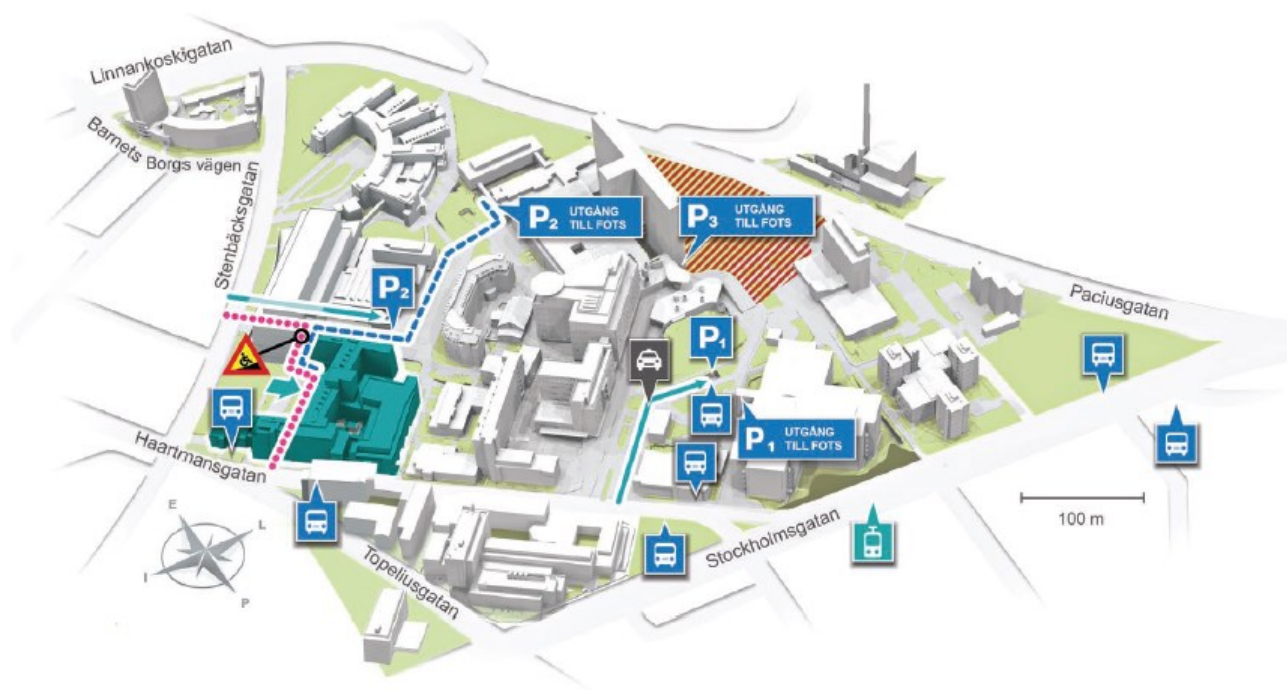 Linnankoskigatan
Barnets
Borgs vägen
Stenbäcksgatan
P2 UTGÅNG
TILL FOTS
P3 UTGÅNG
TILL FOTS
Paciusgatan
P2
P1
P1 UTGÅNG
TILL FOTS
Haartmansgatan
100 m
Stockholmsgatan
Topeliusgatan
E
L
I
P